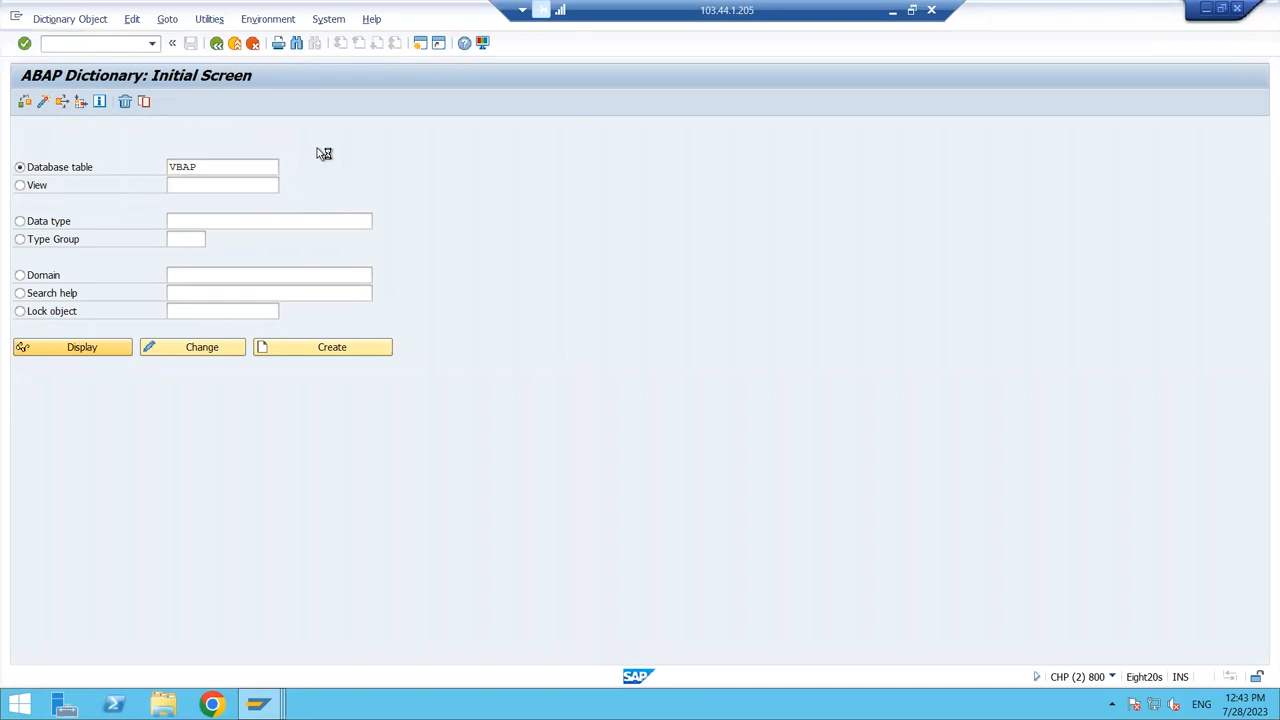 103.44.1.205
Dictionary Object Edit Goto Utilities Environment System Help
ABAP Dictionary: Initial Screen
Database table VBAP
View
Data type
Type Group
Domain
Search help
Lock object
Display Change Create
SAP
CHP (2) 800 Eight20s INS
ENG
12:43 PM
7/28/2023